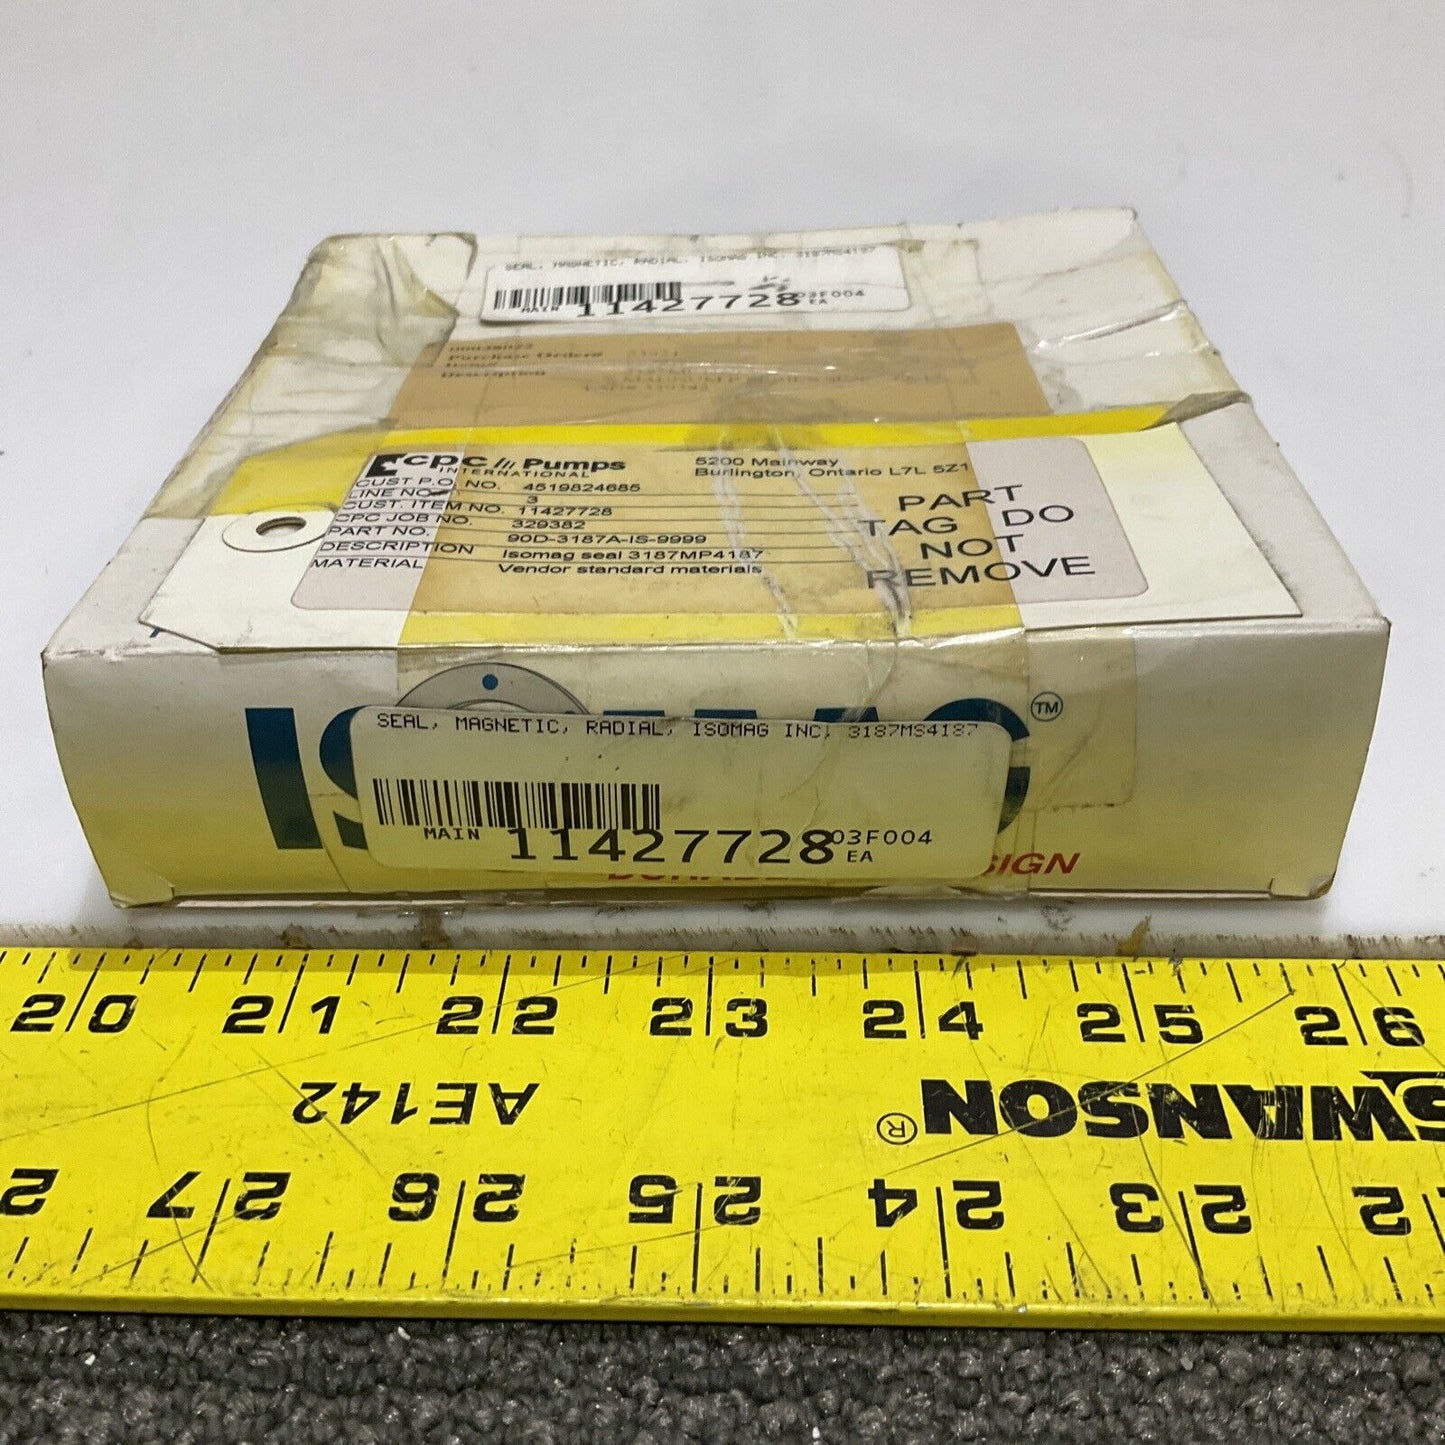 SEAL, MAGNETIC, RADIAL, ISOMAG INC, 3187MS4187
MAIN 11427728 03F004
EA
Purchase Order#
Description
cpc Pumps
INTERNATIONAL
5200 Mainway
Burlington, Ontario L7L 5Z1
CUST P.O. NO. 4519824685
LINE NO. 3
CUST. ITEM NO. 11427728
CPC JOB NO. 329382
PART NO. 90D-3187A-IS-9999
DESCRIPTION Isomag seal 3187MP4187
MATERIAL Vendor standard materials
PART
TAG DO
NOT
REMOVE
TM
SEAL, MAGNETIC, RADIAL, ISOMAG INC, 3187MS4187
MAIN 11427728 03F004
EA
20 21 22 23 24 25 26
AE142
SWANSON®
27 26 25 24 23